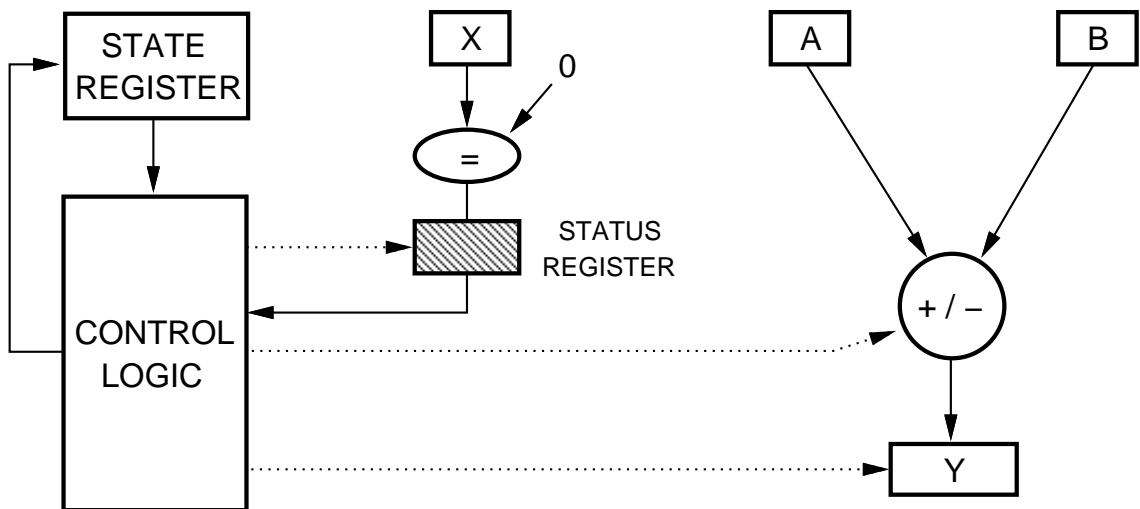 STATE
REGISTER
X
0
=
A
B
STATUS
REGISTER
CONTROL
LOGIC
+ / −
Y